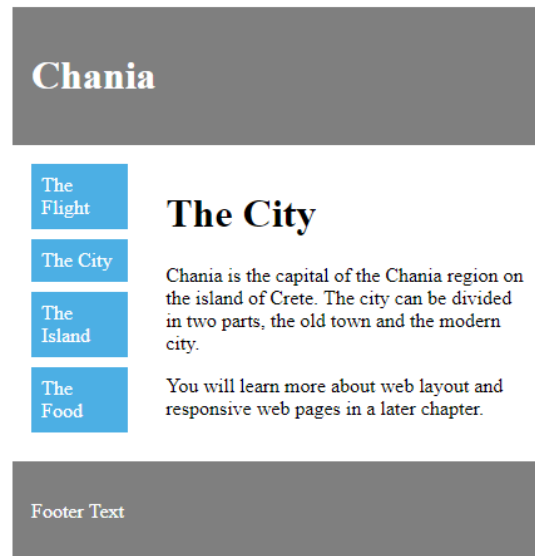 Chania
The
Flight
The City
The
Island
The
Food
The City
Chania is the capital of the Chania region on
the island of Crete. The city can be divided
in two parts, the old town and the modern
city.
You will learn more about web layout and
responsive web pages in a later chapter.
Footer Text